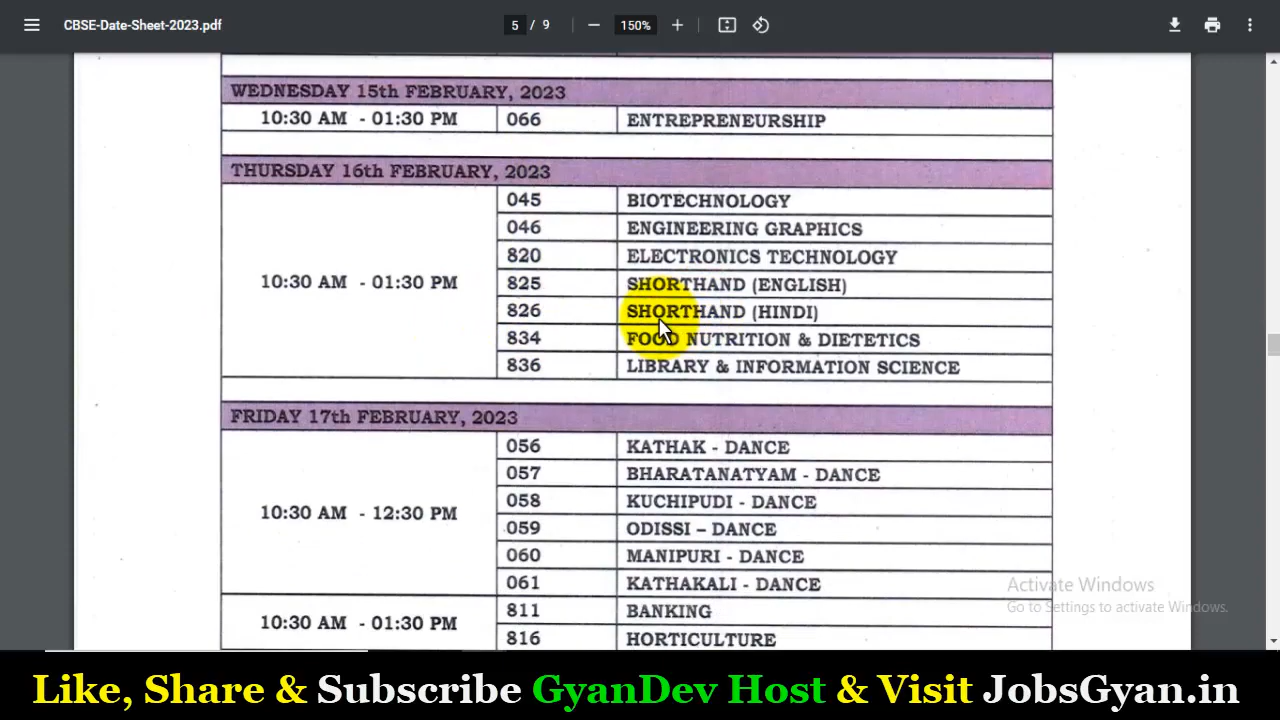 CBSE-Date-Sheet-2023.pdf 5 / 9 150%
WEDNESDAY 15th FEBRUARY, 2023
10:30 AM - 01:30 PM 066 ENTREPRENEURSHIP
THURSDAY 16th FEBRUARY, 2023
045 BIOTECHNOLOGY
046 ENGINEERING GRAPHICS
820 ELECTRONICS TECHNOLOGY
10:30 AM - 01:30 PM 825 SHORTHAND (ENGLISH)
826 SHORTHAND (HINDI)
834 FOOD NUTRITION & DIETETICS
836 LIBRARY & INFORMATION SCIENCE
FRIDAY 17th FEBRUARY, 2023
056 KATHAK - DANCE
057 BHARATANATYAM - DANCE
10:30 AM - 12:30 PM 058 KUCHIPUDI - DANCE
059 ODISSI – DANCE
060 MANIPURI - DANCE
061 KATHAKALI - DANCE
10:30 AM - 01:30 PM 811 BANKING
816 HORTICULTURE
Activate Windows
Go to Settings to activate Windows.
Like, Share & Subscribe GyanDev Host & Visit JobsGyan.in